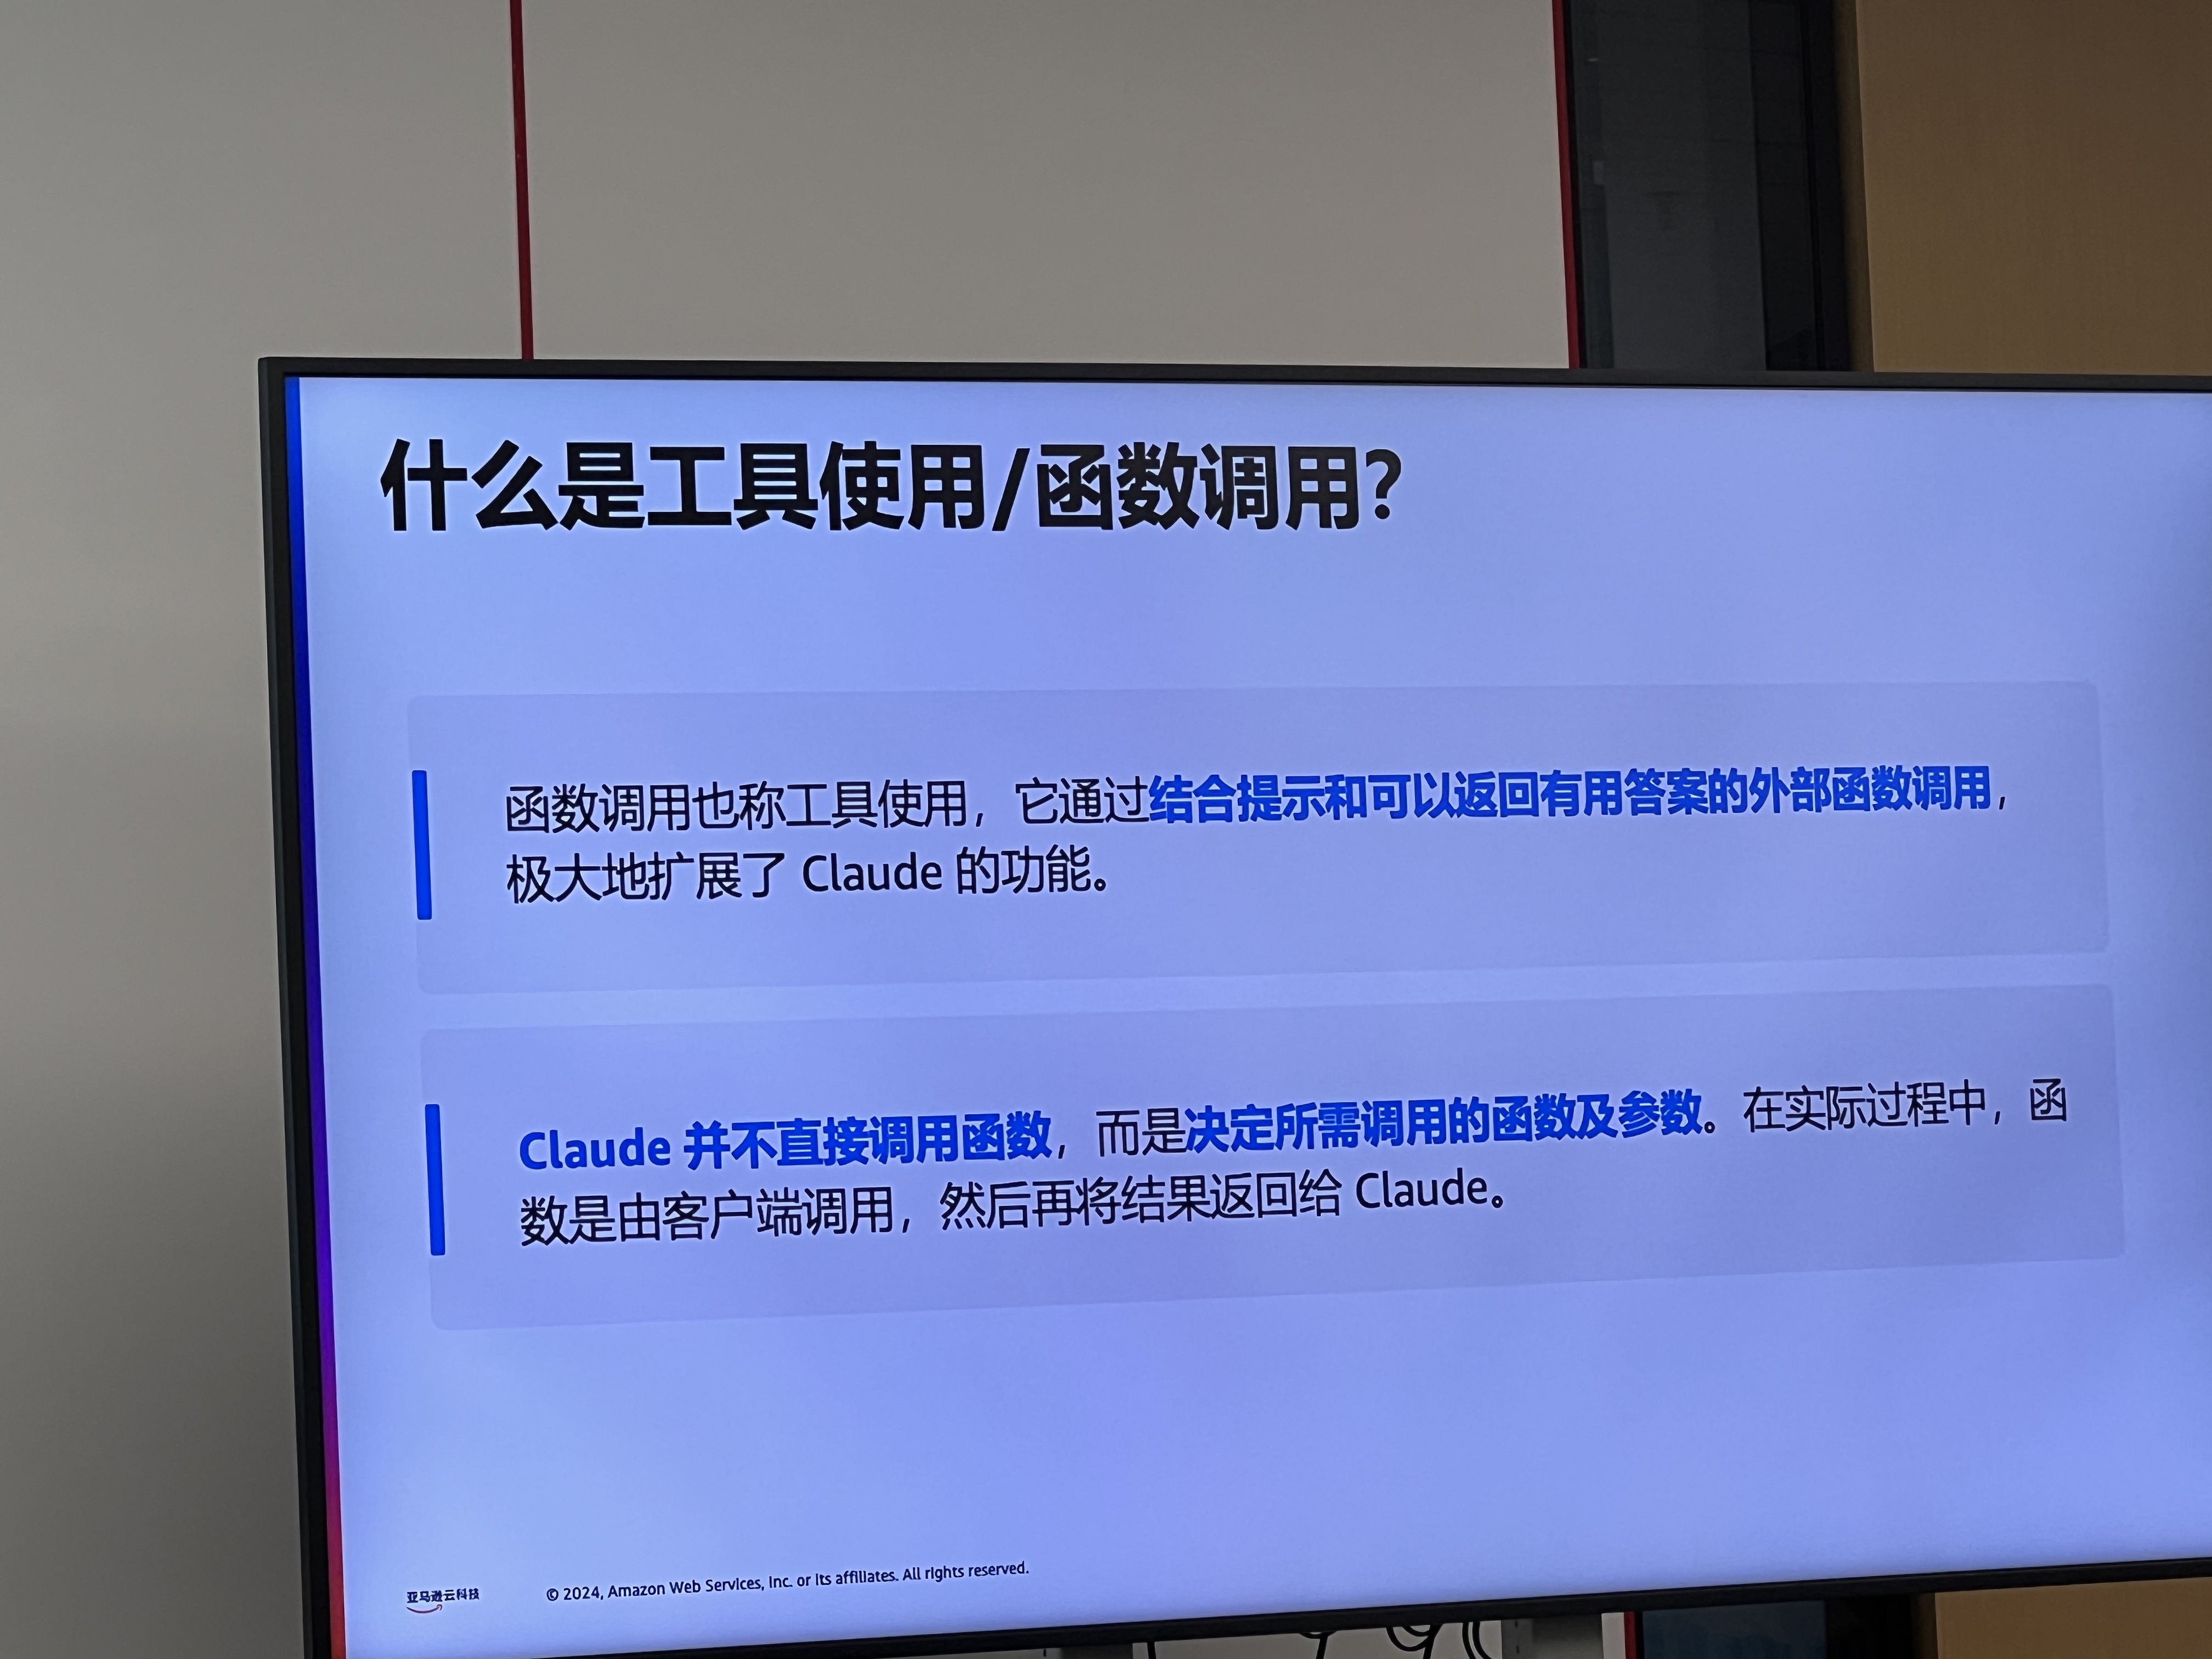 什么是工具使用/函数调用?
函数调用也称工具使用，它通过结合提示和可以返回有用答案的外部函数调用，
极大地扩展了 Claude 的功能。
Claude 并不直接调用函数，而是决定所需调用的函数及参数。在实际过程中，函
数是由客户端调用，然后再将结果返回给 Claude。
亚马逊云科技
© 2024, Amazon Web Services, Inc. or its affiliates. All rights reserved.